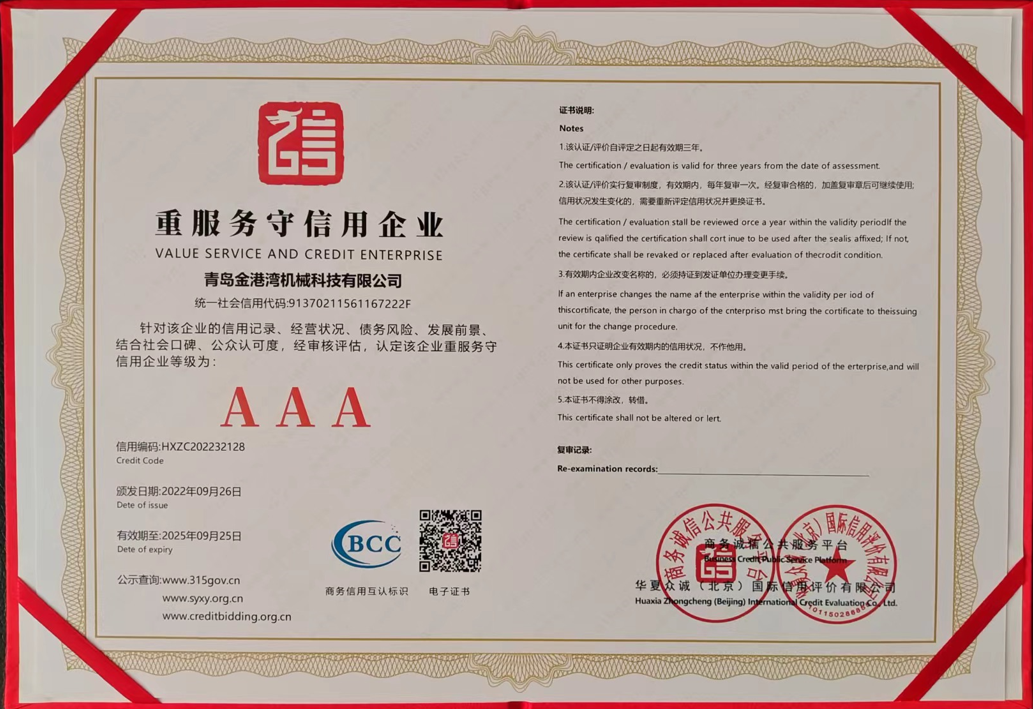 重服务守信用企业
VALUE SERVICE AND CREDIT ENTERPRISE
青岛金港湾机械科技有限公司
统一社会信用代码:91370211561167222F
针对该企业的信用记录、经营状况、债务风险、发展前景、
结合社会口碑、公众认可度，经审核评估，认定该企业重服务守
信用企业等级为：
AAA
信用编码:HXZC202232128
Credit Code
颁发日期:2022年09月26日
Date of issue
有效期至:2025年09月25日
Date of expiry
公示查询:www.315gov.cn
www.syxy.org.cn
www.creditbidding.org.cn
BCC
商务信用互认标识
电子证书
证书说明:
Notes
1.该认证/评价自评定之日起有效期三年。
The certification / evaluation is valid for three years from the date of assessment.
2.该认证/评价实行复审制度，有效期内，每年复审一次。经复审合格的，加盖复审章后可继续使用;
信用状况发生变化的，需要重新评定信用状况并更换证书。
The certification / evaluation stall be reviewed orce a year within the validity periodIf the
review is qalified the certification shall cort inue to be used after the sealis affixed; If not,
the certificate shall be revaked or replaced after evaluation of thecrodit condition.
3.有效期内企业改变名称的，必须持证到发证单位办理变更手续。
If an enterprise changes the name af the enterprise within the validity per iod of
thiscortificate, the person in chargo of the cnterpriso mst bring the certificate to theissuing
unit for the change procedure.
4.本证书只证明企业有效期内的信用状况，不作他用。
This certificate only proves the credit status within the valid period of the erterprise,and will
not be used for other purposes.
5.本证书不得涂改，转借。
This certificate shall not be altered or lert.
复审记录:
Re-examination records:
商务诚信公共服务平台
商务诚信公共服务平台
Business Credit Public Service Platform
华夏众诚（北京）国际信用评价有限公司
Huaxia Zhongcheng (Beijing) International Credit Evaluation Co., Ltd.